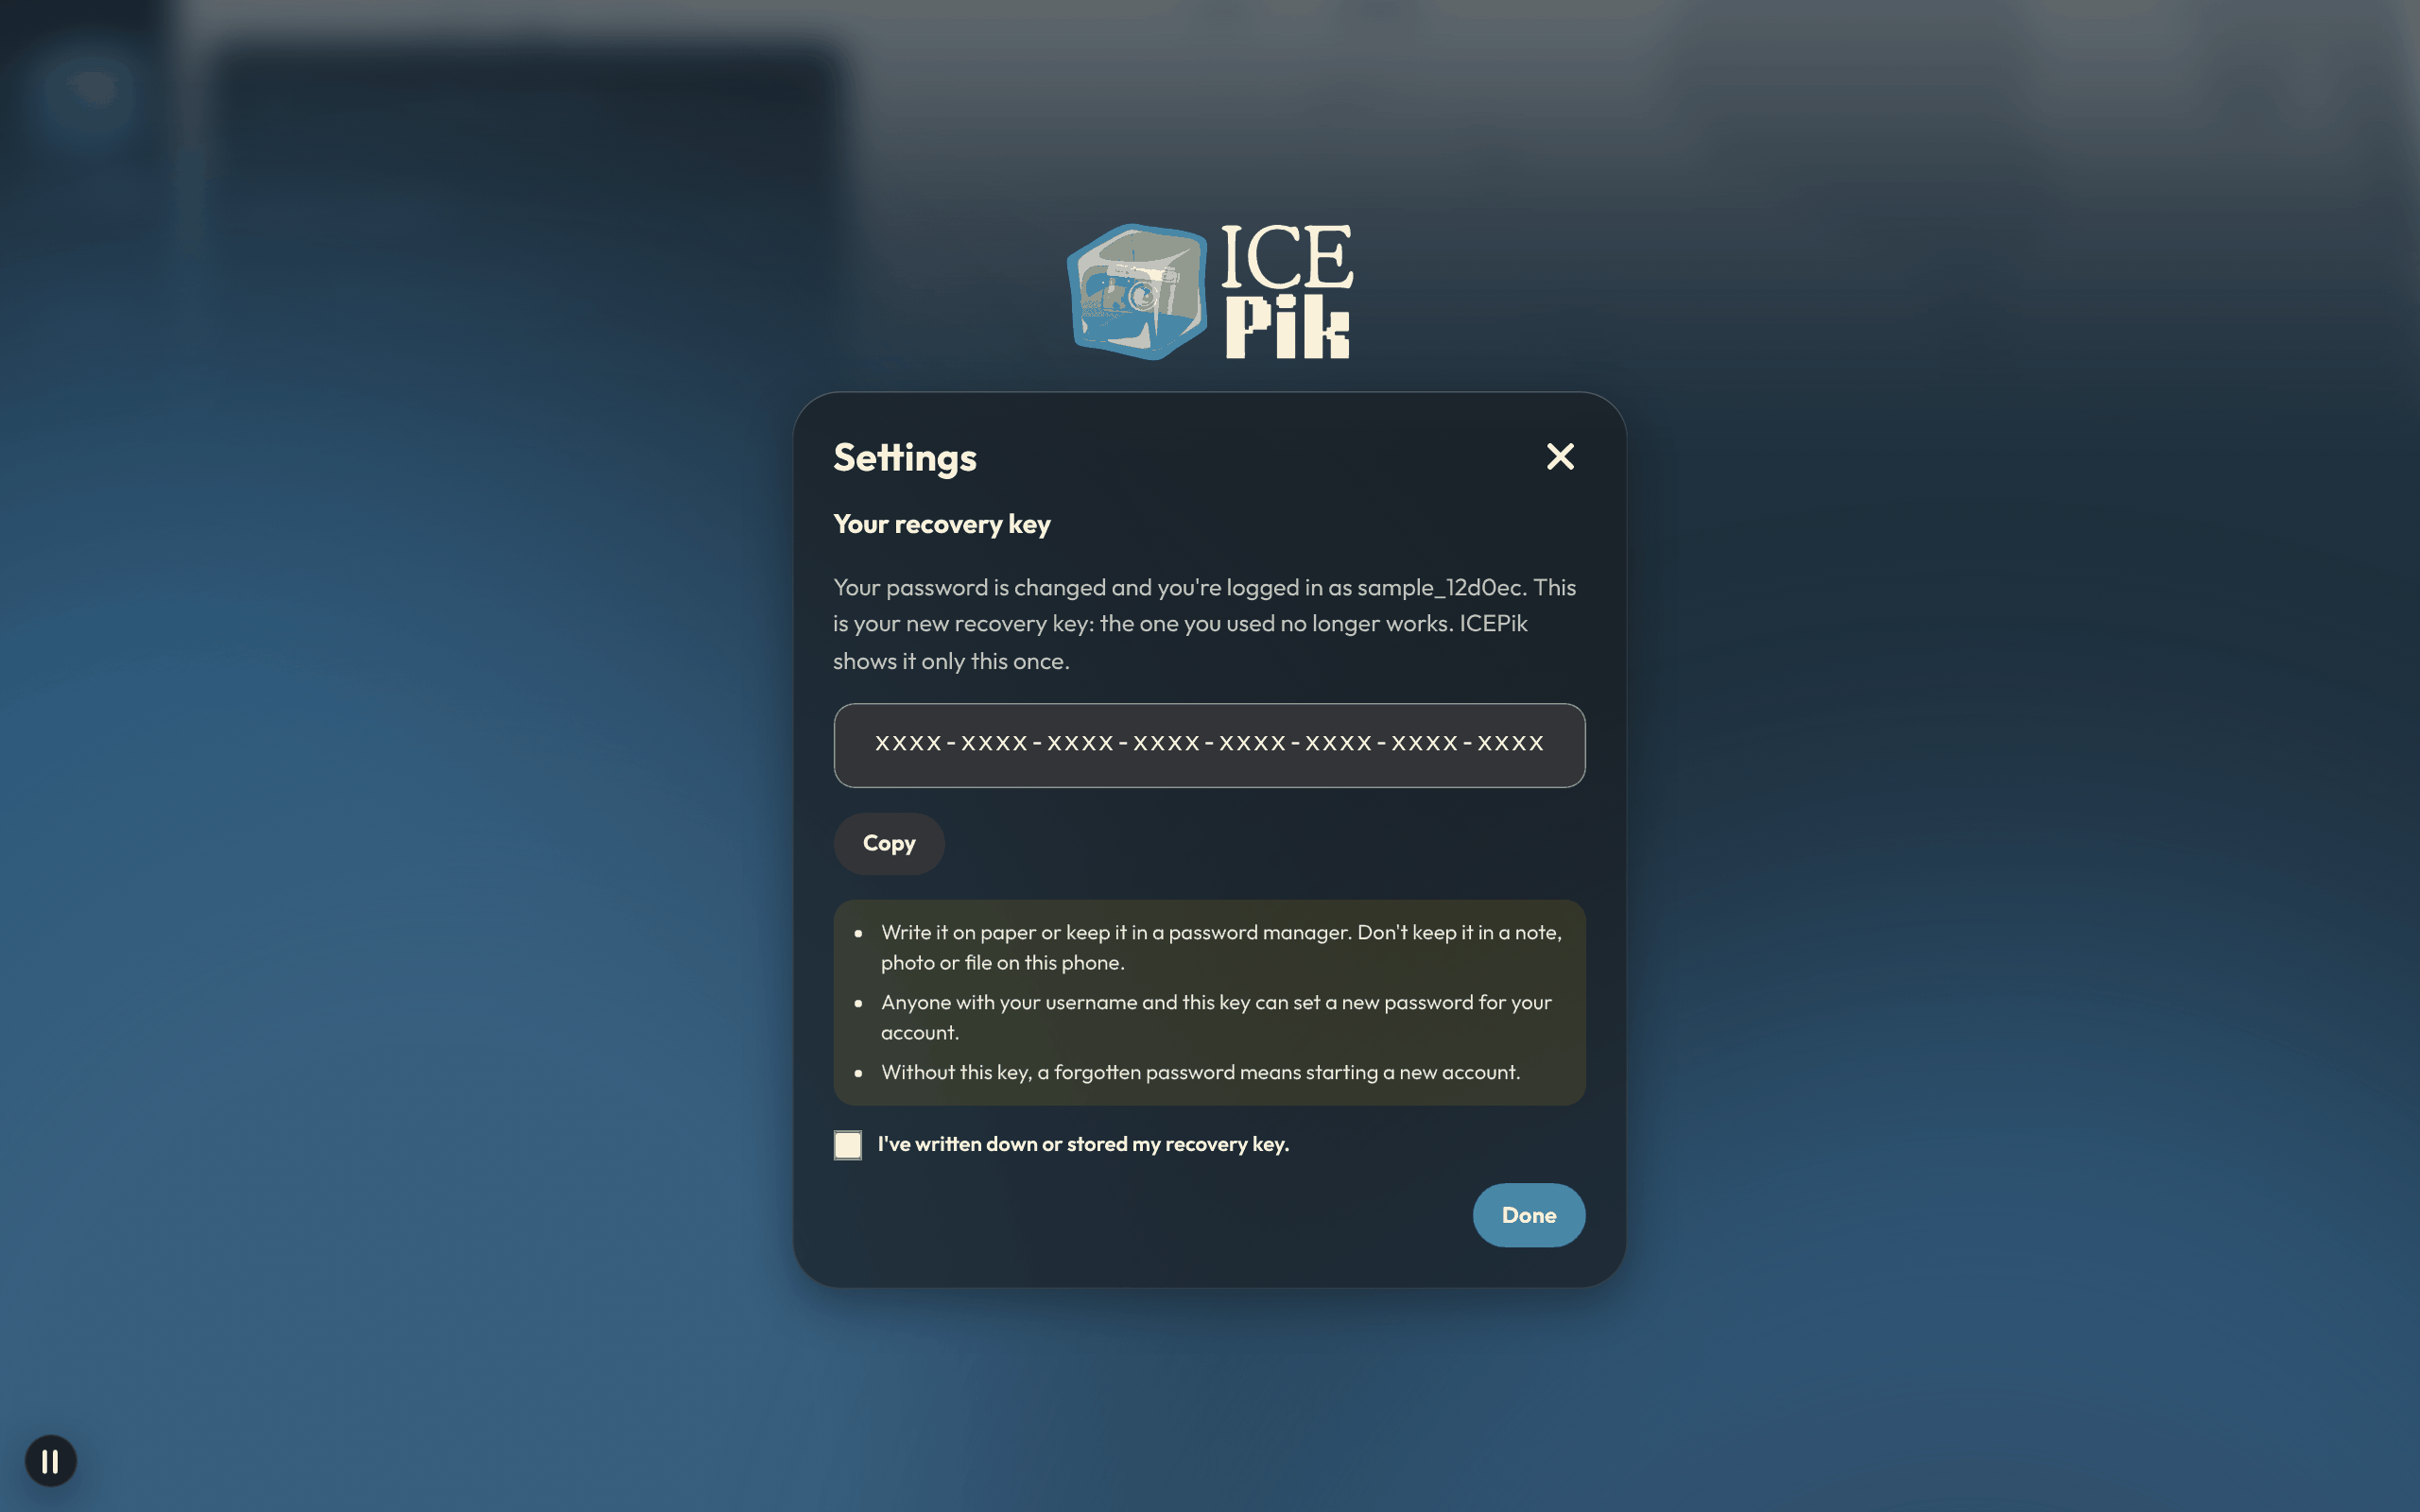 ICE
Pik
Settings
Your recovery key
Your password is changed and you're logged in as sample_12d0ec. This
is your new recovery key: the one you used no longer works. ICEPik
shows it only this once.
xxxx-xxxx-xxxx-xxxx-xxxx-xxxx-xxxx-xxxx
Copy
• Write it on paper or keep it in a password manager. Don't keep it in a note,
photo or file on this phone.
• Anyone with your username and this key can set a new password for your
account.
• Without this key, a forgotten password means starting a new account.
I've written down or stored my recovery key.
Done